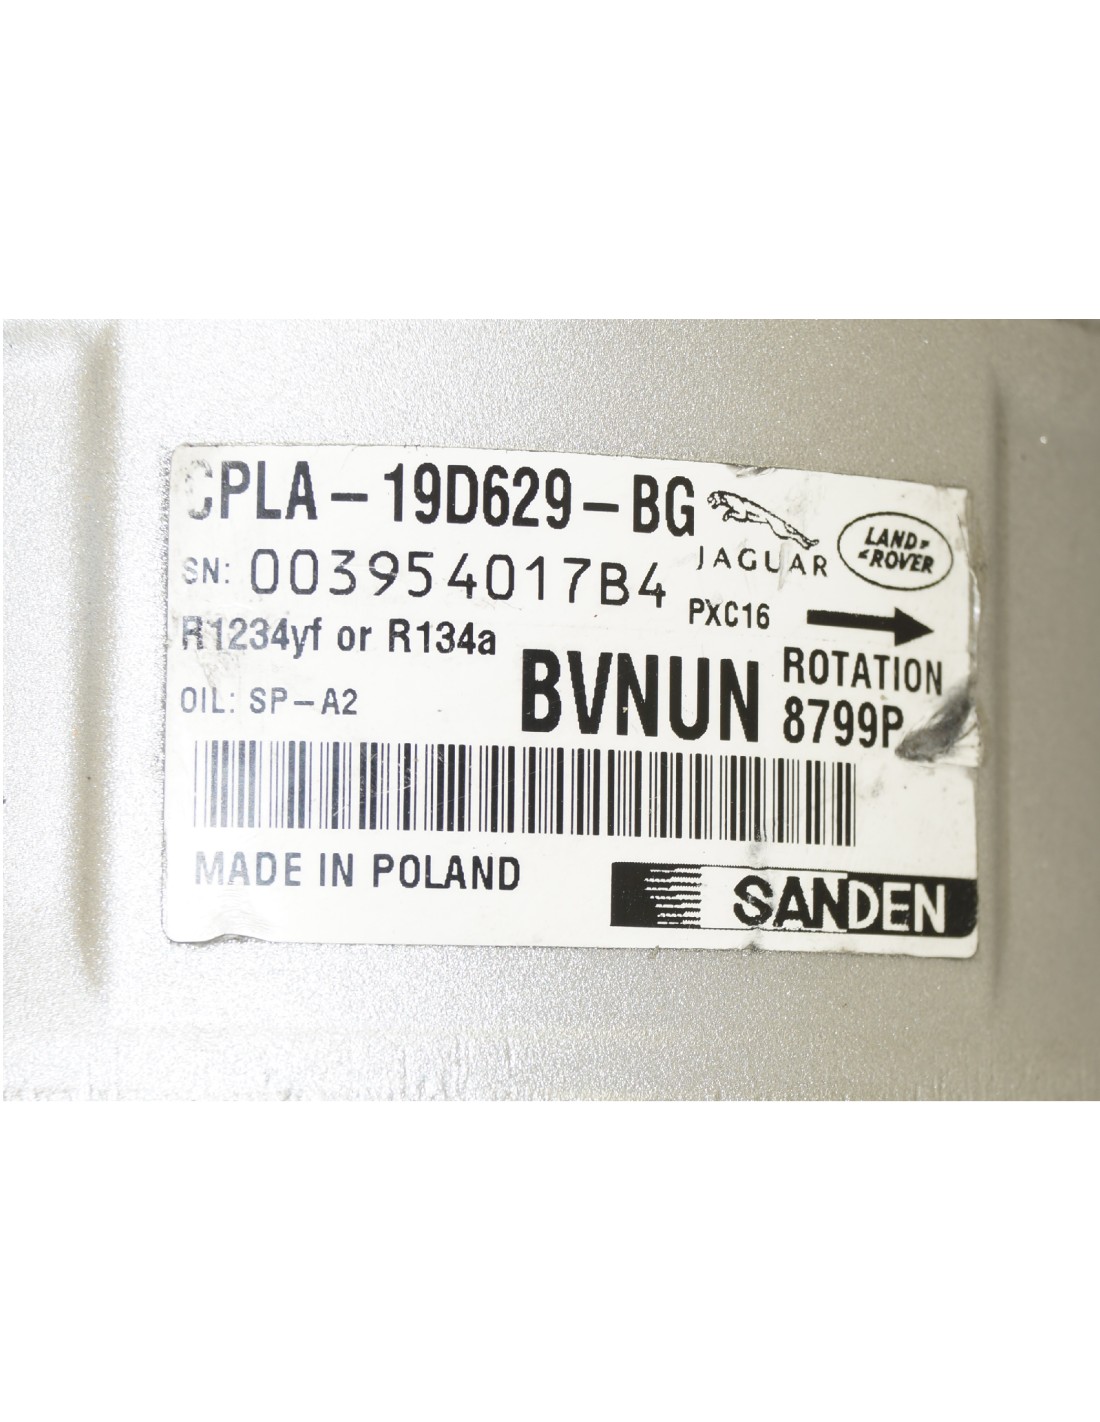 CPLA-19D629-BG
JAGUAR
LAND
ROVER
SN: 003954017B4
PXC16
R1234yf or R134a
ROTATION
OIL: SP-A2
BVNUN
8799P
MADE IN POLAND
SANDEN